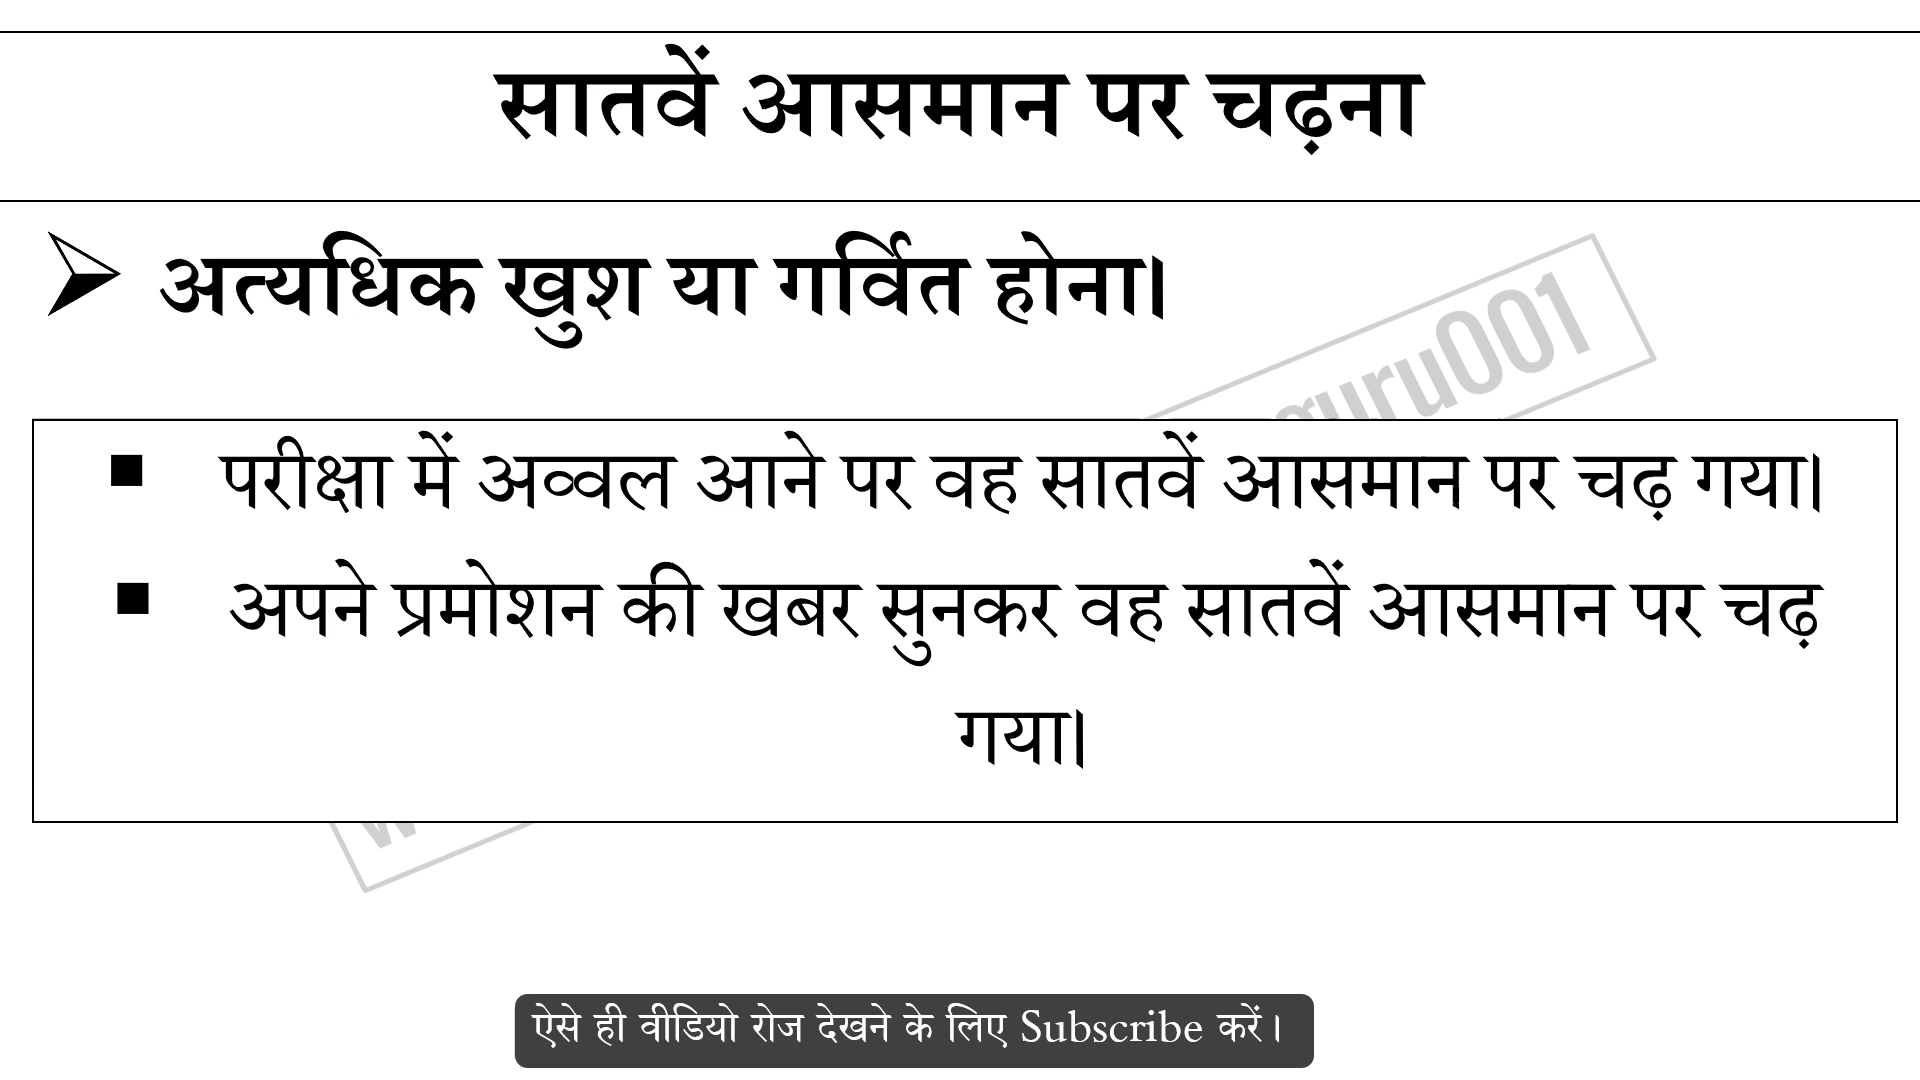 सातवें आसमान पर चढ़ना
अत्यधिक खुश या गर्वित होना।
guru001
परीक्षा में अव्वल आने पर वह सातवें आसमान पर चढ़ गया।
अपने प्रमोशन की खबर सुनकर वह सातवें आसमान पर चढ़
गया।
ऐसे ही वीडियो रोज देखने के लिए Subscribe करें।